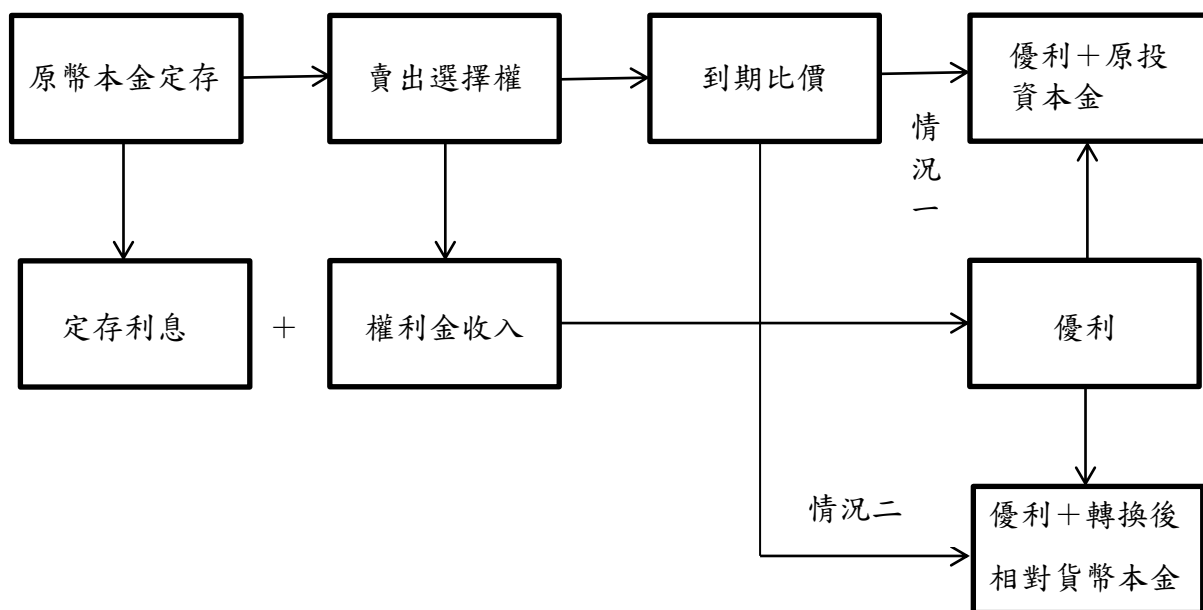 原幣本金定存
賣出選擇權
到期比價
優利＋原投
資本金
情
況
一
定存利息
＋
權利金收入
優利
情況二
優利＋轉換後
相對貨幣本金